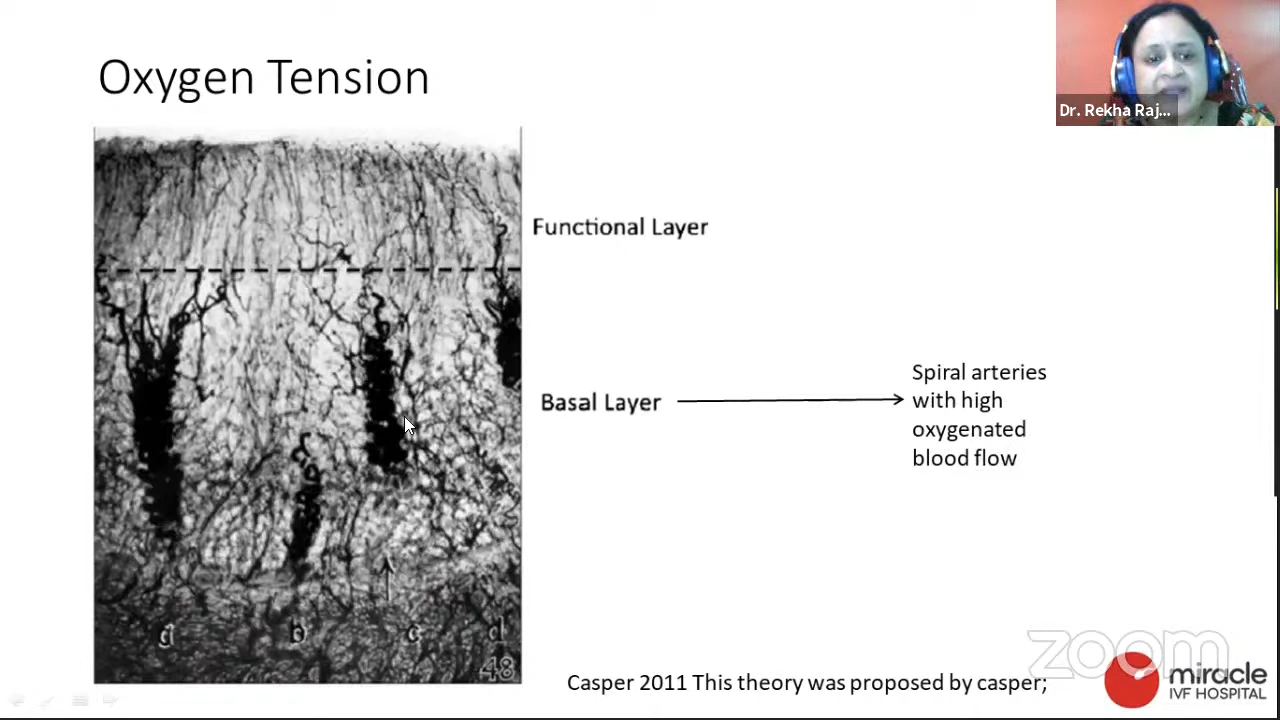 Oxygen Tension
Dr. Rekha Raj...
Functional Layer
Basal Layer
Spiral arteries
with high
oxygenated
blood flow
a b c d
48
Casper 2011 This theory was proposed by casper;
zoom
miracle
IVF HOSPITAL